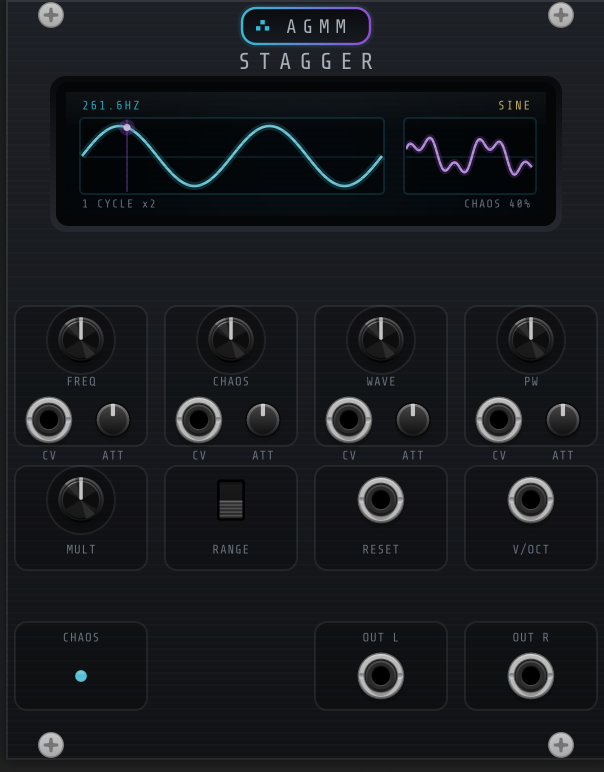 AGMM
STAGGER
261.6HZ SINE
1 CYCLE x2 CHAOS 40%
FREQ CHAOS WAVE PW
CV ATT CV ATT CV ATT CV ATT
MULT RANGE RESET V/OCT
CHAOS OUT L OUT R